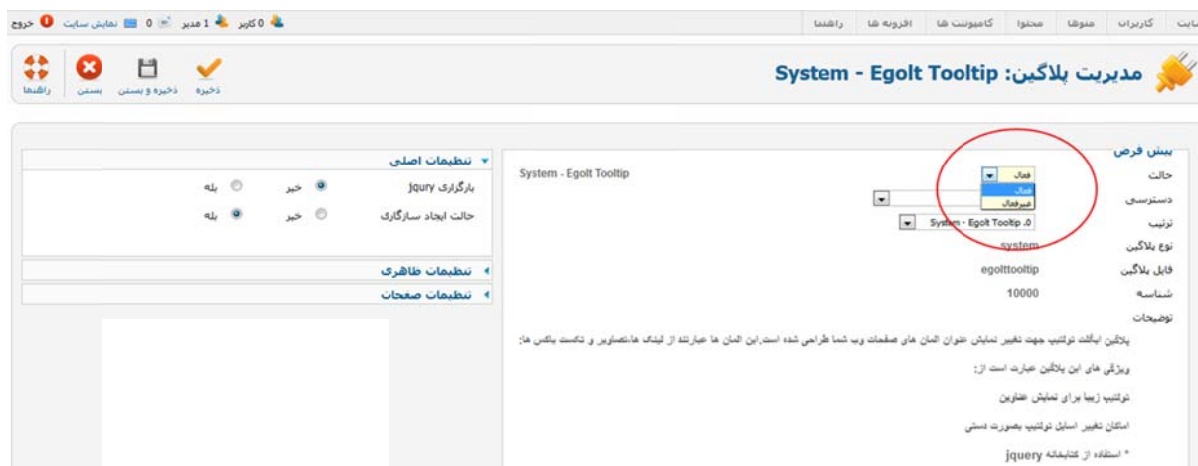 سایت کاربران منوها محتوا کامپوننت ها افزونه ها راهنما
0 کاربر 1 مدیر 0 نمایش سایت خروج
مدیریت پلاگین: System - Egolt Tooltip
ذخیره ذخیره و بستن بستن راهنما
پیش فرض
حالت فعال System - Egolt Tooltip
فعال
غیرفعال
دسترسی
ترتیب 0. System - Egolt Tooltip
نوع پلاگین system
فایل پلاگین egolttooltip
شناسه 10000
توضیحات
پلاگین ایگلت تولتیپ جهت تغییر نمایش عنوان المان های صفحات وب شما طراحی شده است,این المان ها عبارتند از لینک ها،تصاویر و تکست باکس ها:
ویژگی های این پلاگین عبارت است از:
تولتیپ زیبا برای نمایش عناوین
امکان تغییر اسایل تولتیپ بصورت دستی
* استفاده از کتابخانه jquery
تنظیمات اصلی
بارگزاری jqury خیر بله
حالت ایجاد سازگاری خیر بله
تنظیمات ظاهری
تنظیمات صفحات